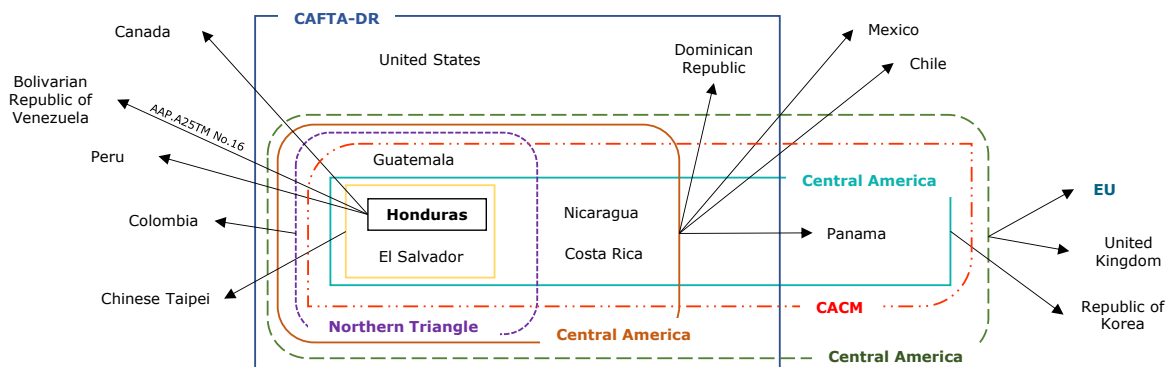 CAFTA-DR
Canada
United States
Dominican
Republic
Mexico
Chile
Bolivarian
Republic of
Venezuela
AAP.A25TM No.16
Peru
Guatemala
Central America
EU
Honduras
Nicaragua
Colombia
Panama
United
Kingdom
El Salvador
Costa Rica
Chinese Taipei
CACM
Republic of
Korea
Northern Triangle
Central America
Central America